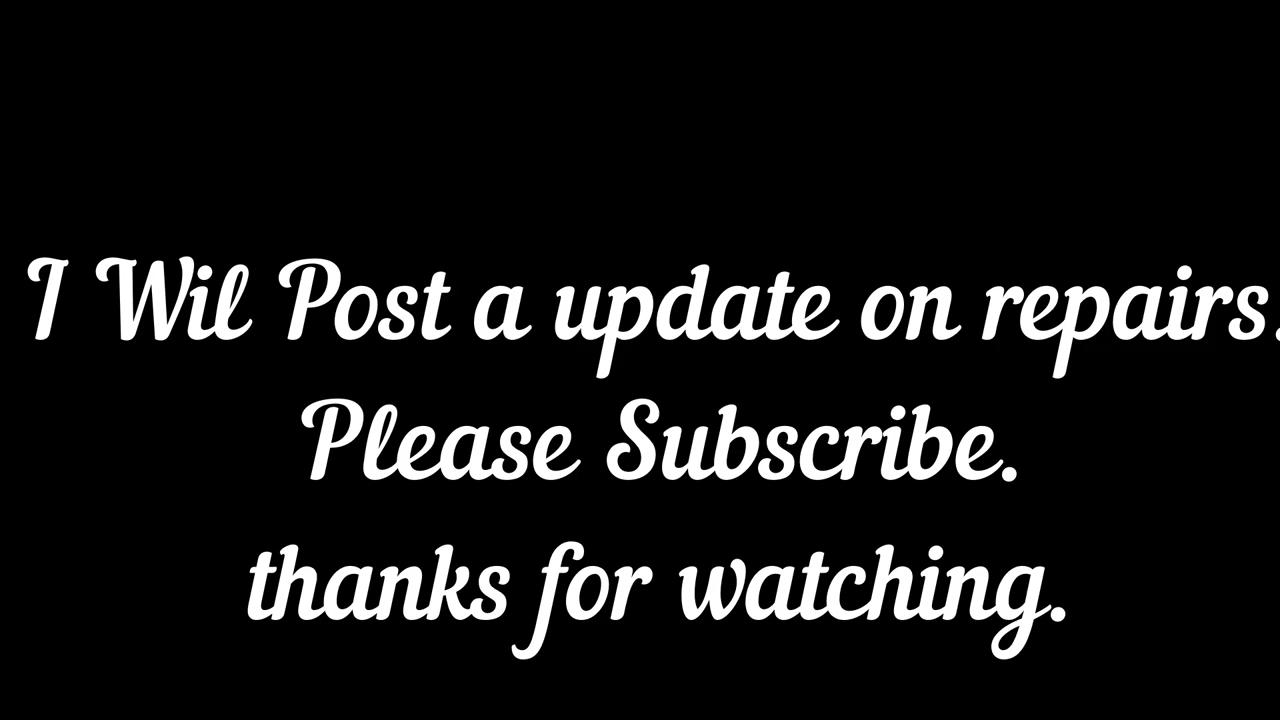 I Wil Post a update on repairs.
Please Subscribe.
thanks for watching.